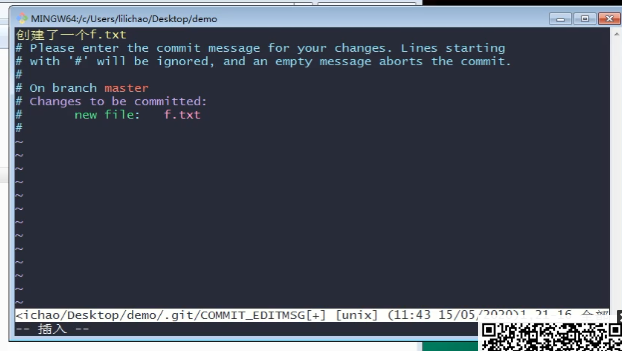 MINGW64:/c/Users/lilichao/Desktop/demo
创建了一个f.txt
# Please enter the commit message for your changes. Lines starting
# with '#' will be ignored, and an empty message aborts the commit.
#
# On branch master
# Changes to be committed:
#       new file:   f.txt
#
~
~
~
~
~
~
~
~
~
~
~
~
~
<ichao/Desktop/demo/.git/COMMIT_EDITMSG[+] [unix] (11:43 15/05/2020)1,21-16 全部
-- 插入 --